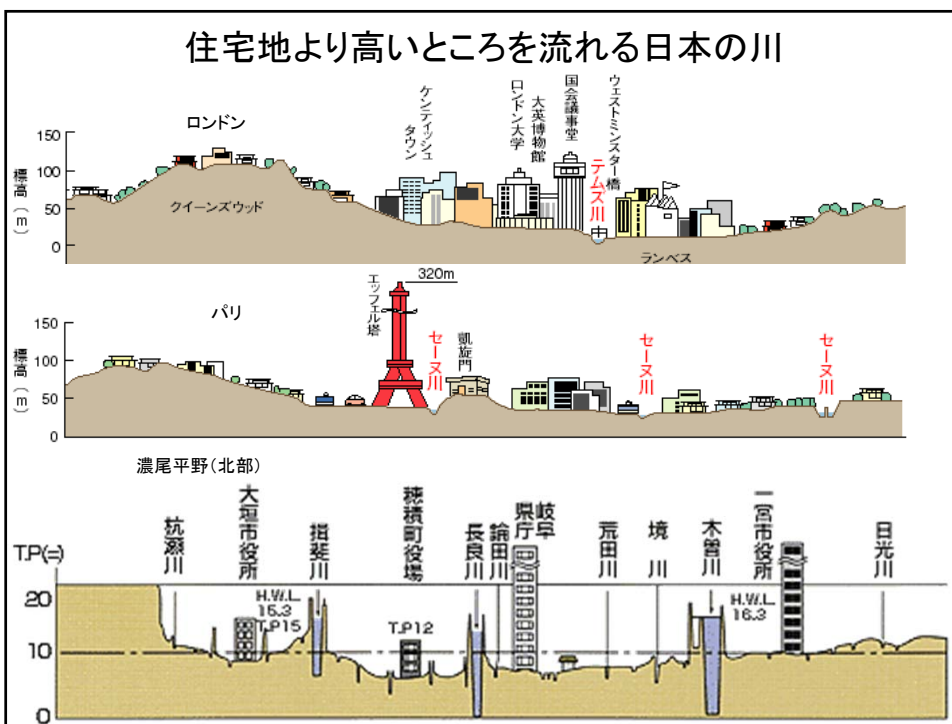 住宅地より高いところを流れる日本の川
ロンドン
標高(m)
150
100
50
0
クイーンズウッド
ケンティッシュ
タウン
ロンドン大学
大英博物館
国会議事堂
テムズ川
ウェストミンスター橋
ランベス
パリ
標高(m)
150
100
50
0
エッフェル塔
320m
セーヌ川
凱旋門
セーヌ川
セーヌ川
濃尾平野(北部)
T.P(=)
20
10
0
杭瀬川
大垣市役所
H.W.L
15.3
T.P15
揖斐川
穂積町役場
T.P12
長良川
論田川
岐阜
県庁
荒田川
境川
木曽川
H.W.L
16.3
一宮市役所
日光川